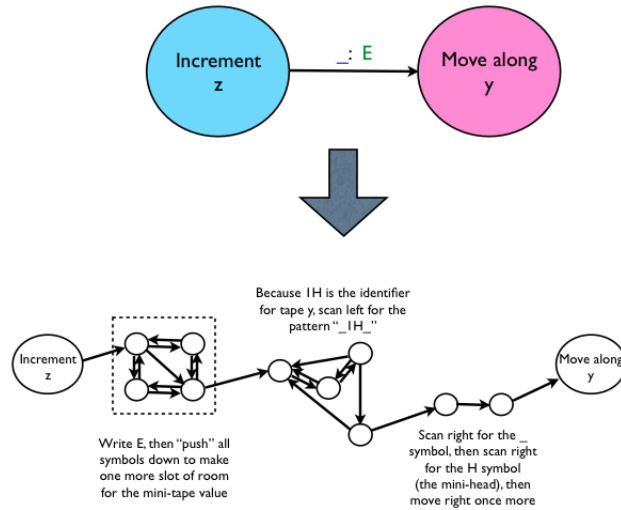 Increment
z
_: E
Move along
y
Because 1H is the identifier
for tape y, scan left for the
pattern “_1H_”
Increment
z
Move along
y
Write E, then “push” all
symbols down to make
one more slot of room
for the mini-tape value
Scan right for the _
symbol, then scan right
for the H symbol
(the mini-head), then
move right once more